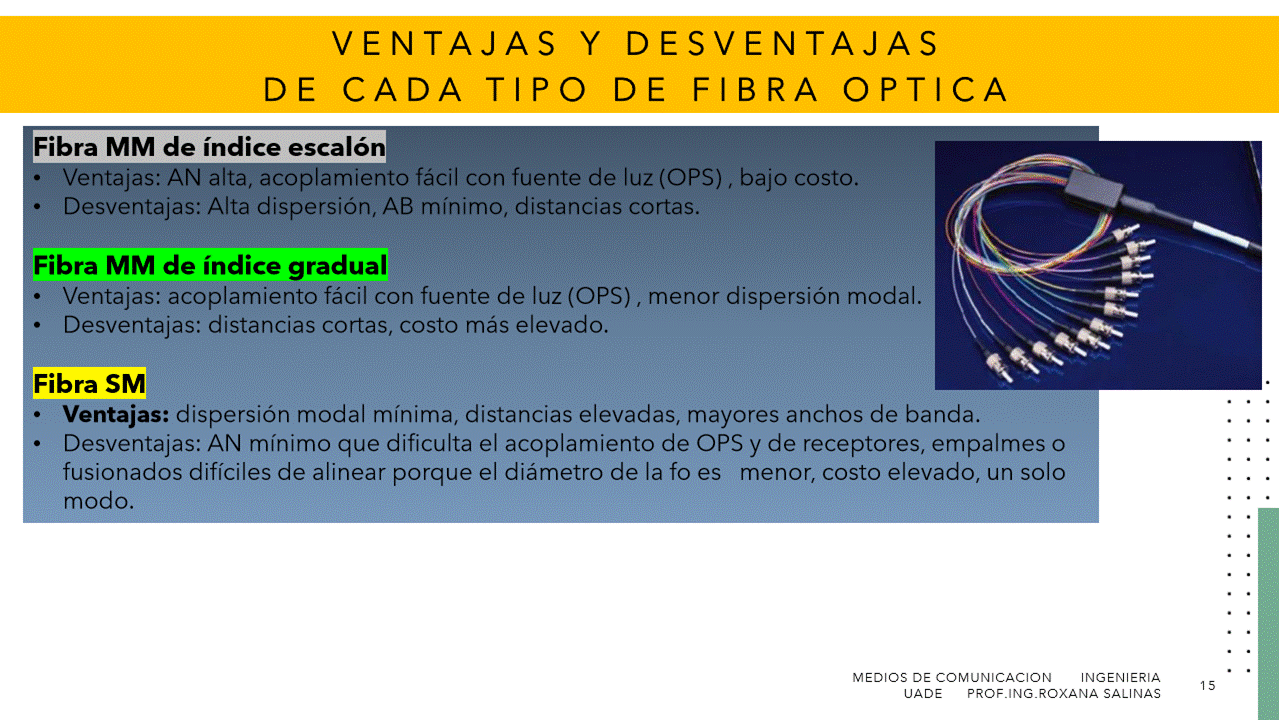 VENTAJAS Y DESVENTAJAS
DE CADA TIPO DE FIBRA OPTICA
Fibra MM de índice escalón
• Ventajas: AN alta, acoplamiento fácil con fuente de luz (OPS) , bajo costo.
• Desventajas: Alta dispersión, AB mínimo, distancias cortas.
Fibra MM de índice gradual
• Ventajas: acoplamiento fácil con fuente de luz (OPS) , menor dispersión modal.
• Desventajas: distancias cortas, costo más elevado.
Fibra SM
• Ventajas: dispersión modal mínima, distancias elevadas, mayores anchos de banda.
• Desventajas: AN mínimo que dificulta el acoplamiento de OPS y de receptores, empalmes o
fusionados difíciles de alinear porque el diámetro de la fo es menor, costo elevado, un solo
modo.
MEDIOS DE COMUNICACION INGENIERIA
UADE PROF.ING.ROXANA SALINAS
15